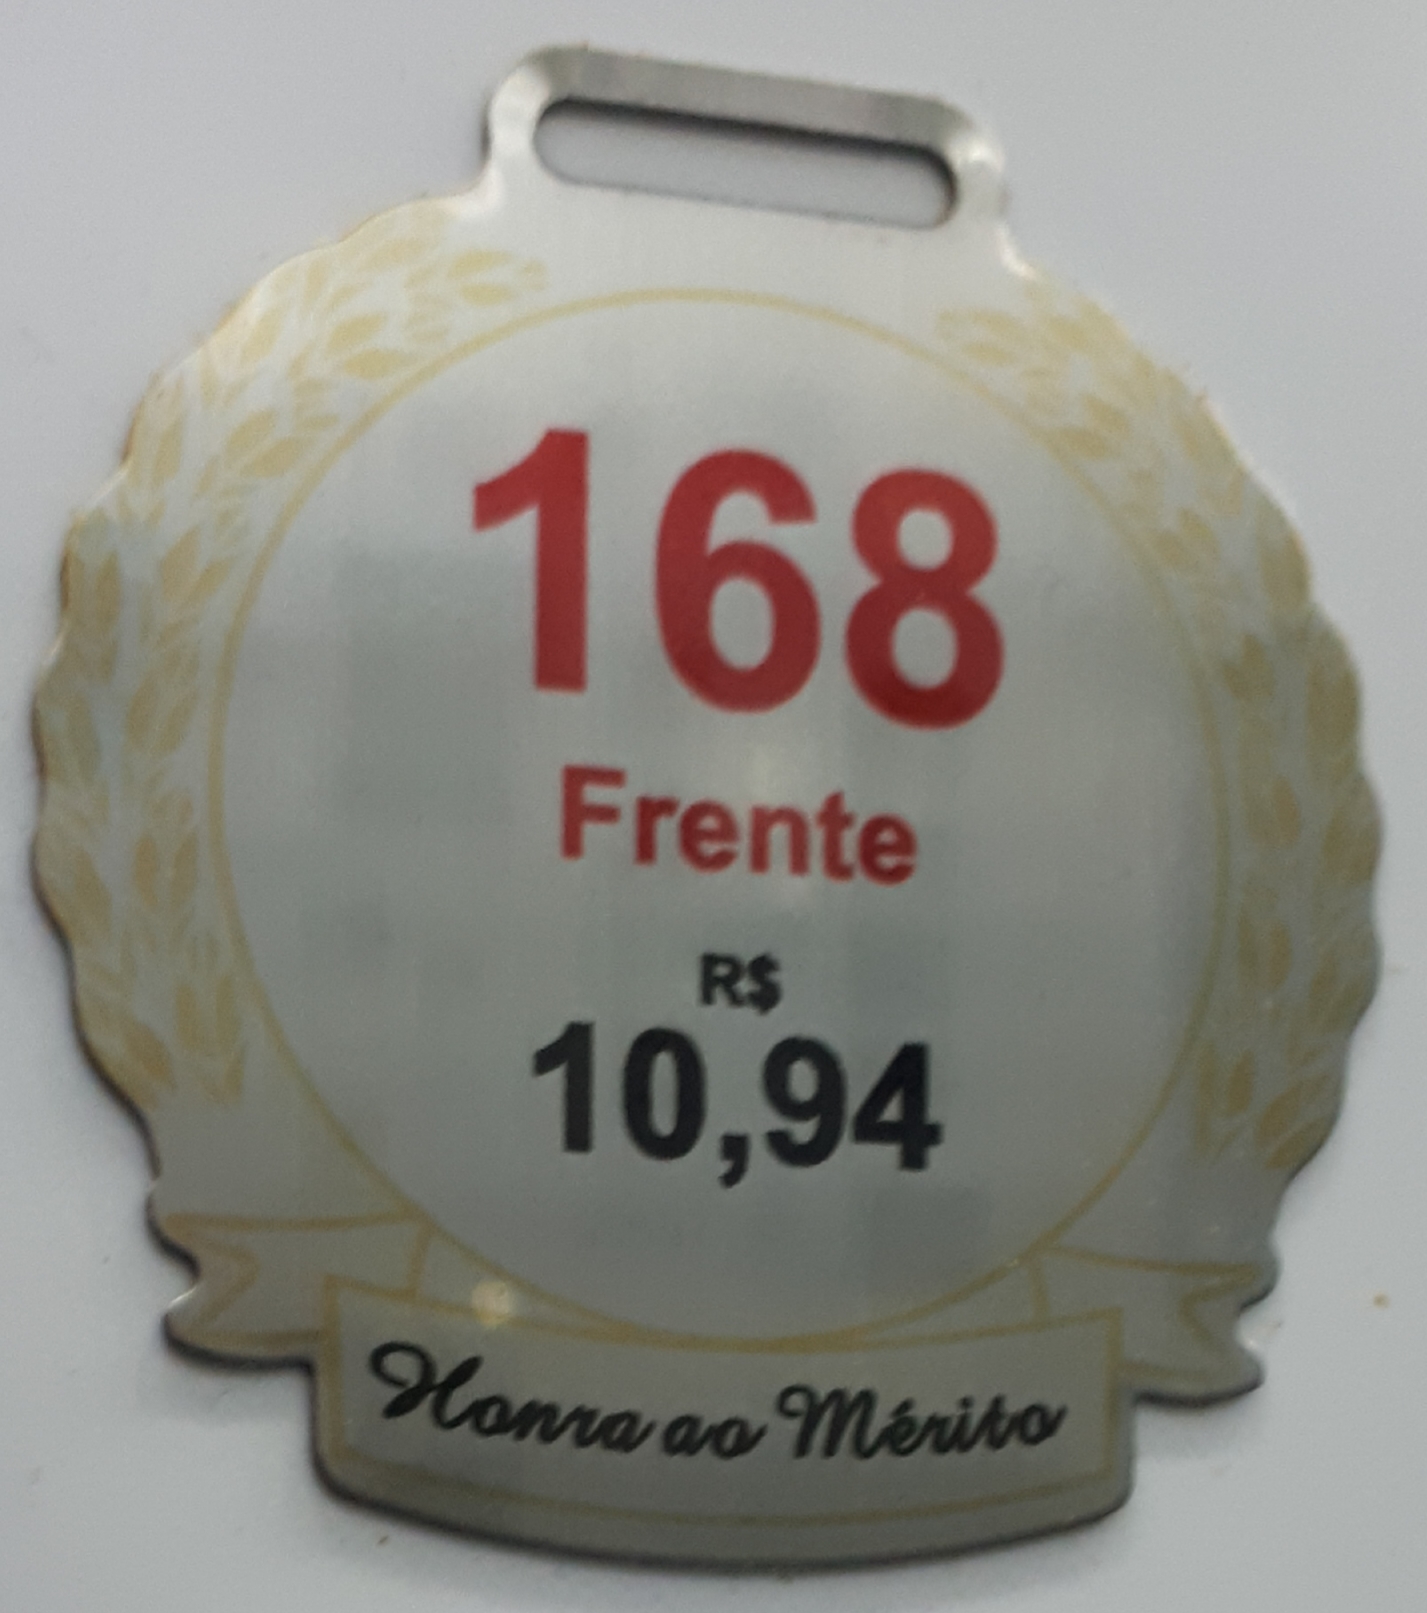 168
Frente
R$
10,94
Honra ao Mérito